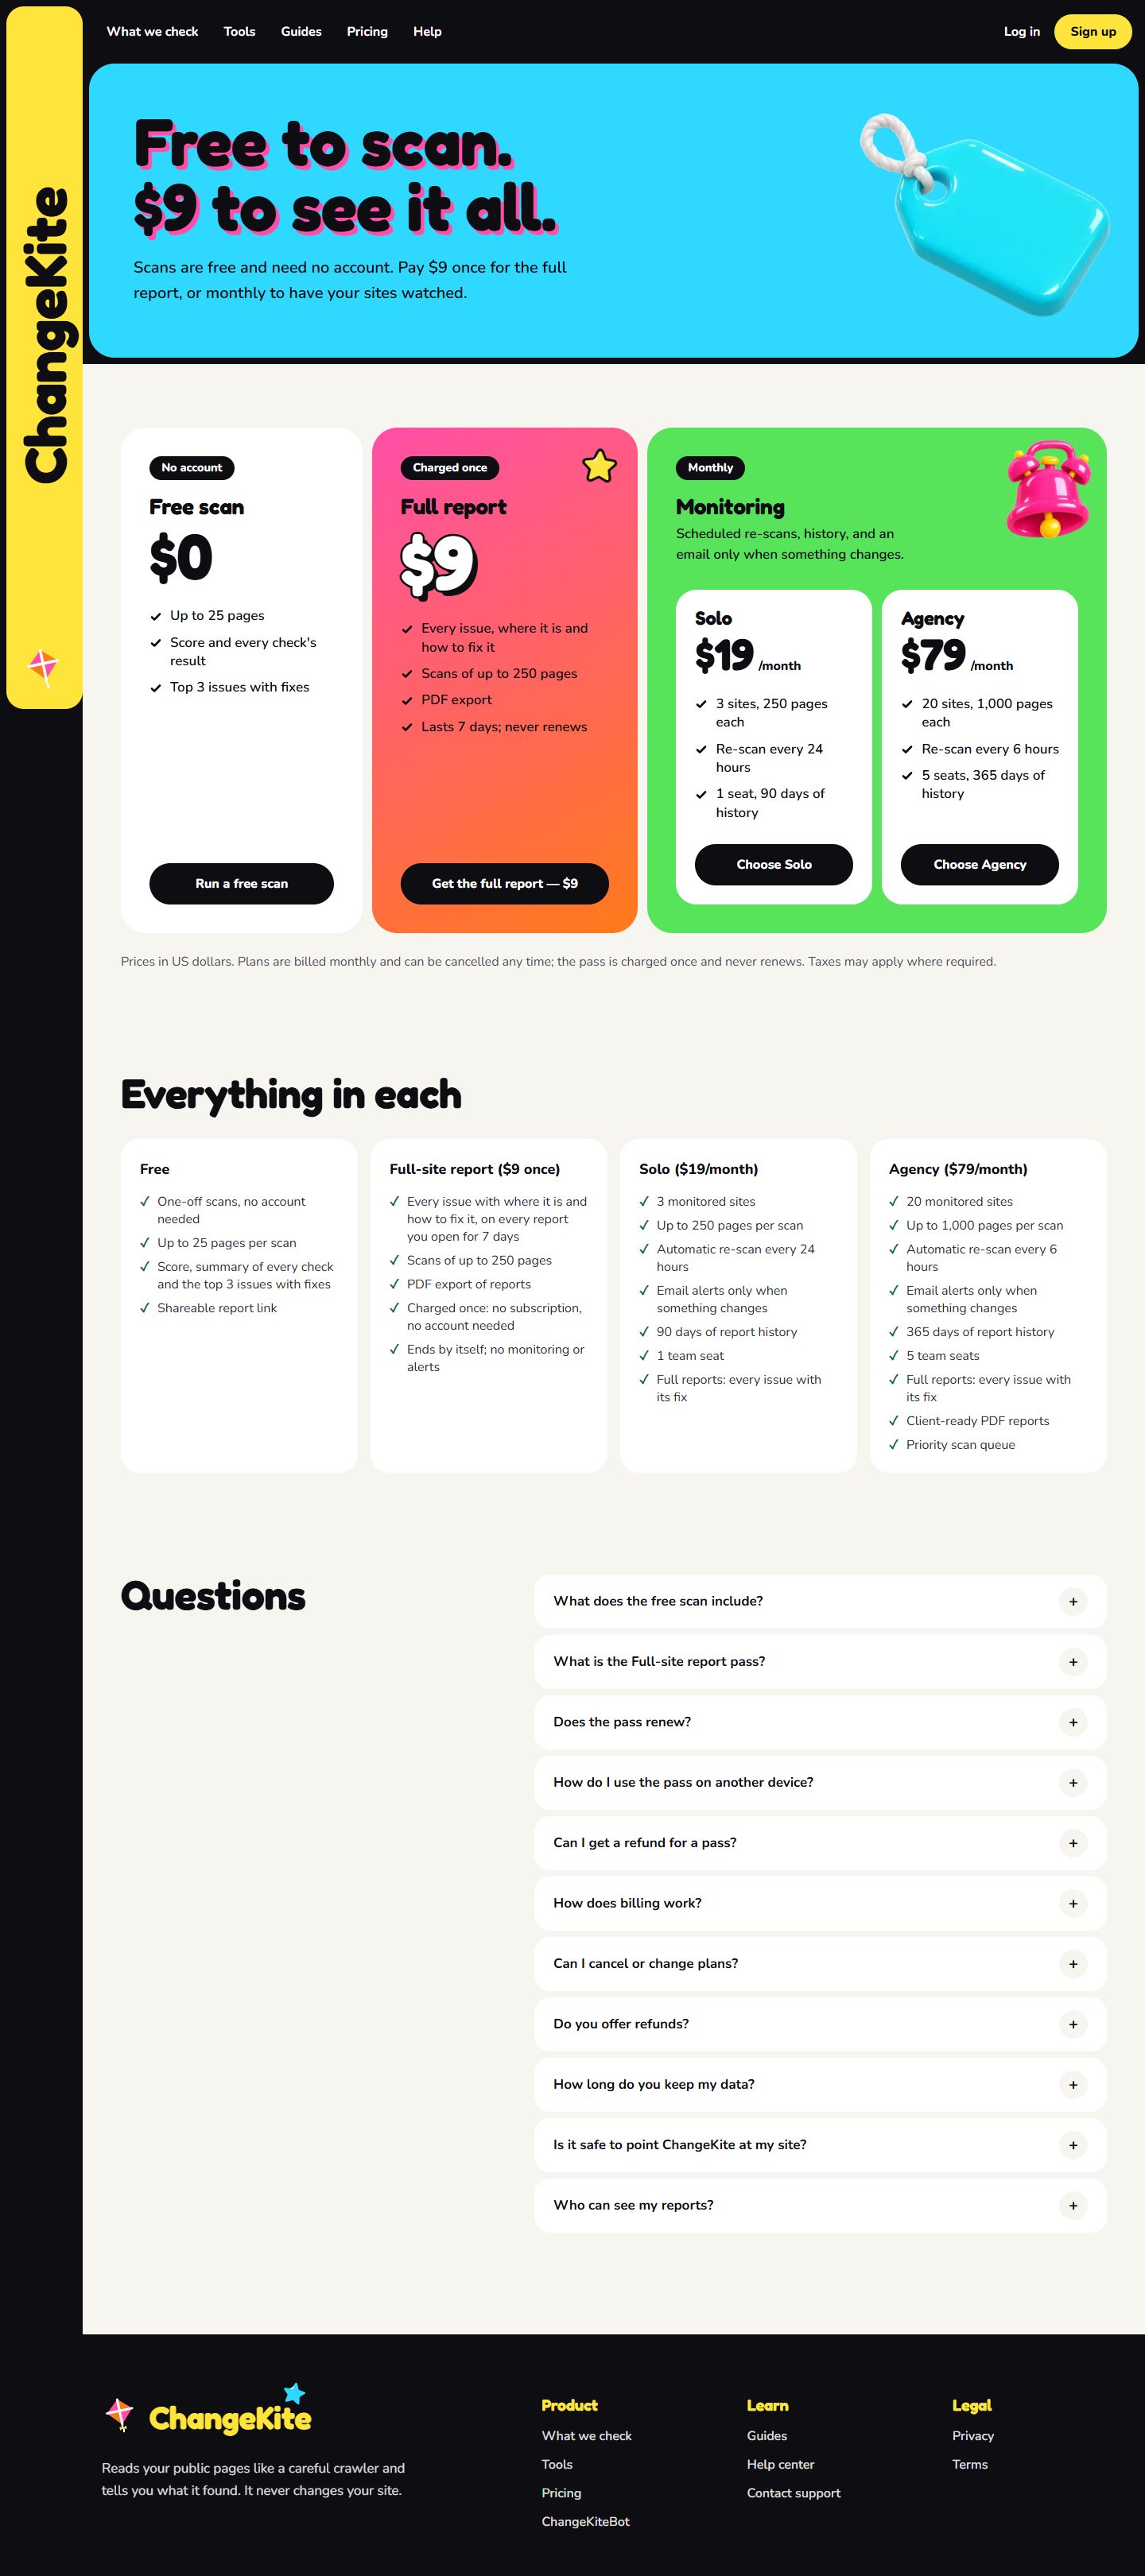 ChangeKite
What we check
Tools
Guides
Pricing
Help
Log in
Sign up
Free to scan.
$9 to see it all.
Scans are free and need no account. Pay $9 once for the full
report, or monthly to have your sites watched.
No account
Free scan
$0
Up to 25 pages
Score and every check's
result
Top 3 issues with fixes
Run a free scan
Charged once
Full report
$9
Every issue, where it is and
how to fix it
Scans of up to 250 pages
PDF export
Lasts 7 days; never renews
Get the full report — $9
Monthly
Monitoring
Scheduled re-scans, history, and an
email only when something changes.
Solo
$19 /month
3 sites, 250 pages
each
Re-scan every 24
hours
1 seat, 90 days of
history
Choose Solo
Agency
$79 /month
20 sites, 1,000 pages
each
Re-scan every 6 hours
5 seats, 365 days of
history
Choose Agency
Prices in US dollars. Plans are billed monthly and can be cancelled any time; the pass is charged once and never renews. Taxes may apply where required.
Everything in each
Free
One-off scans, no account
needed
Up to 25 pages per scan
Score, summary of every check
and the top 3 issues with fixes
Shareable report link
Full-site report ($9 once)
Every issue with where it is and
how to fix it, on every report
you open for 7 days
Scans of up to 250 pages
PDF export of reports
Charged once: no subscription,
no account needed
Ends by itself; no monitoring or
alerts
Solo ($19/month)
3 monitored sites
Up to 250 pages per scan
Automatic re-scan every 24
hours
Email alerts only when
something changes
90 days of report history
1 team seat
Full reports: every issue with
its fix
Agency ($79/month)
20 monitored sites
Up to 1,000 pages per scan
Automatic re-scan every 6
hours
Email alerts only when
something changes
365 days of report history
5 team seats
Full reports: every issue with
its fix
Client-ready PDF reports
Priority scan queue
Questions
What does the free scan include?
What is the Full-site report pass?
Does the pass renew?
How do I use the pass on another device?
Can I get a refund for a pass?
How does billing work?
Can I cancel or change plans?
Do you offer refunds?
How long do you keep my data?
Is it safe to point ChangeKite at my site?
Who can see my reports?
ChangeKite
Reads your public pages like a careful crawler and
tells you what it found. It never changes your site.
Product
What we check
Tools
Pricing
ChangeKiteBot
Learn
Guides
Help center
Contact support
Legal
Privacy
Terms